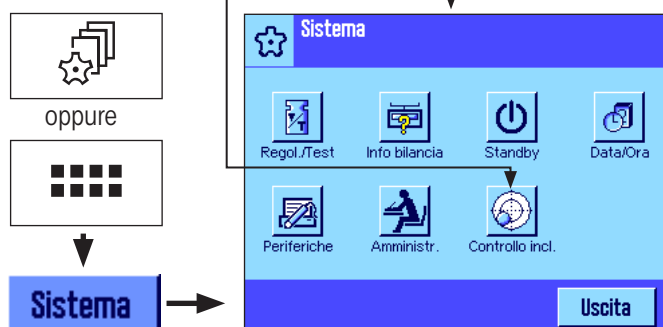 oppure
Sistema
Sistema
Regol./Test
Info bilancia
Standby
Data/Ora
Periferiche
Amministr.
Controllo incl.
Uscita